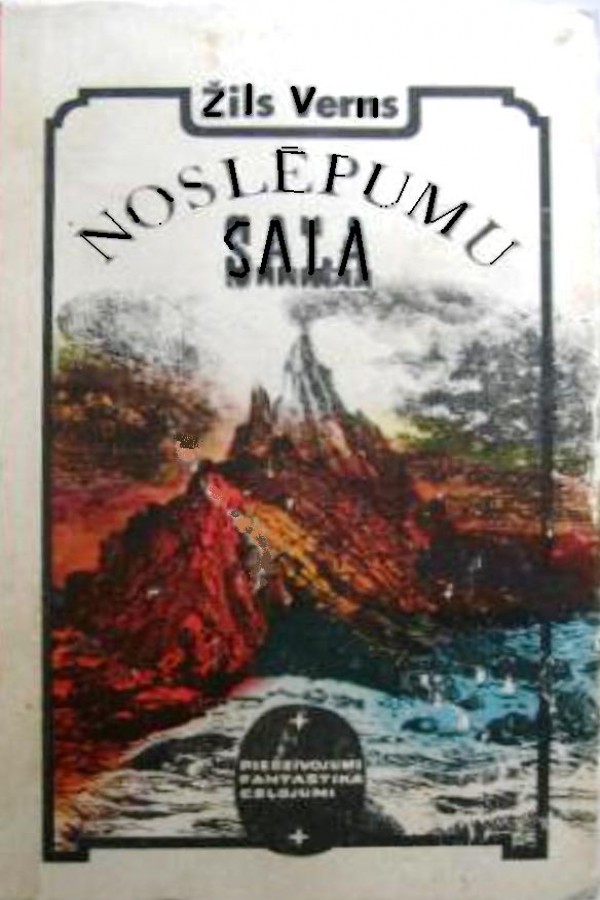 Žils Verns
NOSLĒPUMU
SALA
PIEDZĪVOJUMI
FANTASTIKA
CEĻOJUMI